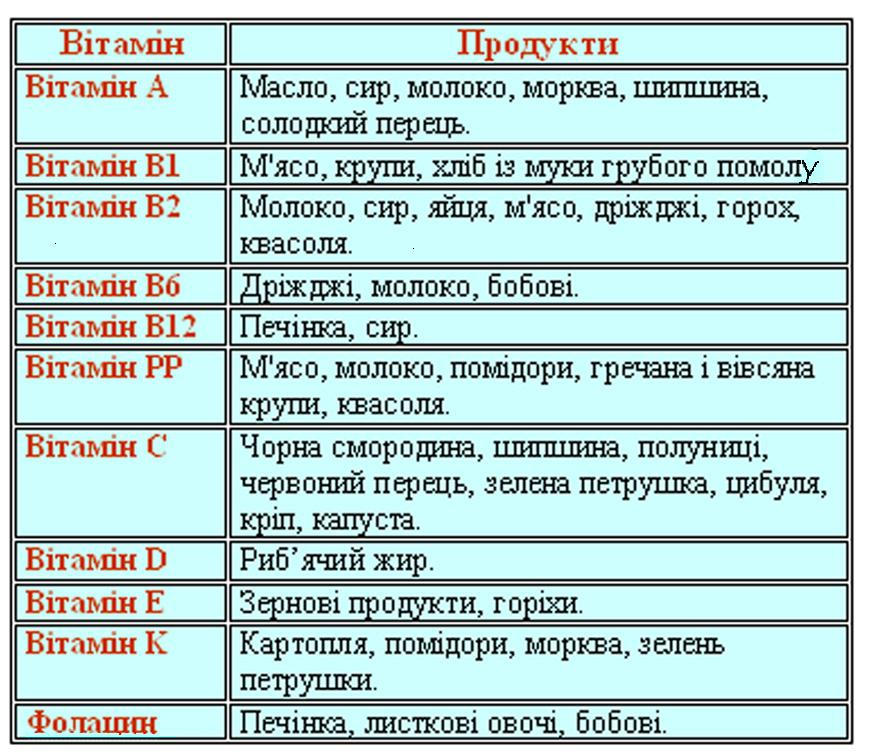 Вітамін Продукти
Вітамін А Масло, сир, молоко, морква, шипшина,
солодкий перець.
Вітамін В1 М'ясо, крупи, хліб із муки грубого помолу
Вітамін В2 Молоко, сир, яйця, м'ясо, дріжджі, горох,
квасоля.
Вітамін В6 Дріжджі, молоко, бобові.
Вітамін В12 Печінка, сир.
Вітамін РР М'ясо, молоко, помідори, гречана і вівсяна
крупи, квасоля.
Вітамін С Чорна смородина, шипшина, полуниці,
червоний перець, зелена петрушка, цибуля,
кріп, капуста.
Вітамін D Риб’ячий жир.
Вітамін Е Зернові продукти, горіхи.
Вітамін К Картопля, помідори, морква, зелень
петрушки.
Фолацин Печінка, листкові овочі, бобові.